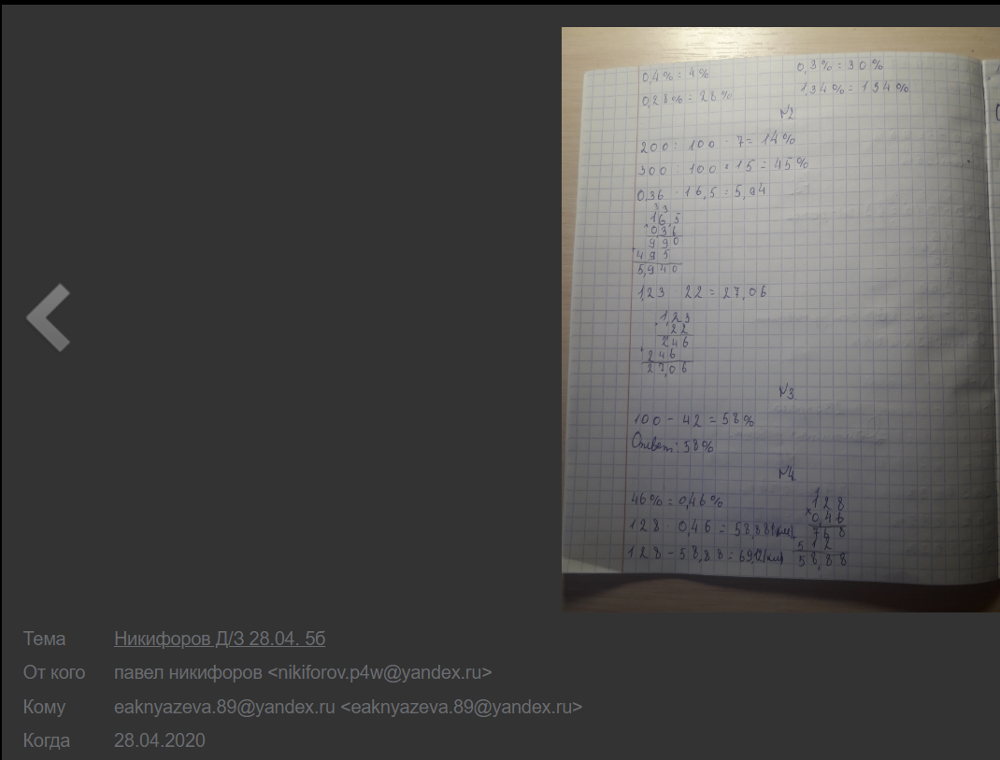 0,4% = 4% 0,3% = 30%
0,28% = 28% 1,34% = 134%
№2
200 : 100 · 7 = 14%
300 : 100 · 15 = 45%
0,36 · 16,5 = 5,94
33
16,5
0,36
990
495
5,940
1,23 · 22 = 27,06
1,23
22
246
246
27,06
№3
100 - 42 = 58%
Ответ: 58%
№4
46% = 0,46%
128 · 0,46 = 58,88(км)
128 - 58,88 = 69,12(км)
128
x 0,46
768
512
58,88
Тема Никифоров Д/З 28.04. 5б
От кого павел никифоров <nikiforov.p4w@yandex.ru>
Кому eaknyazeva.89@yandex.ru <eaknyazeva.89@yandex.ru>
Когда 28.04.2020